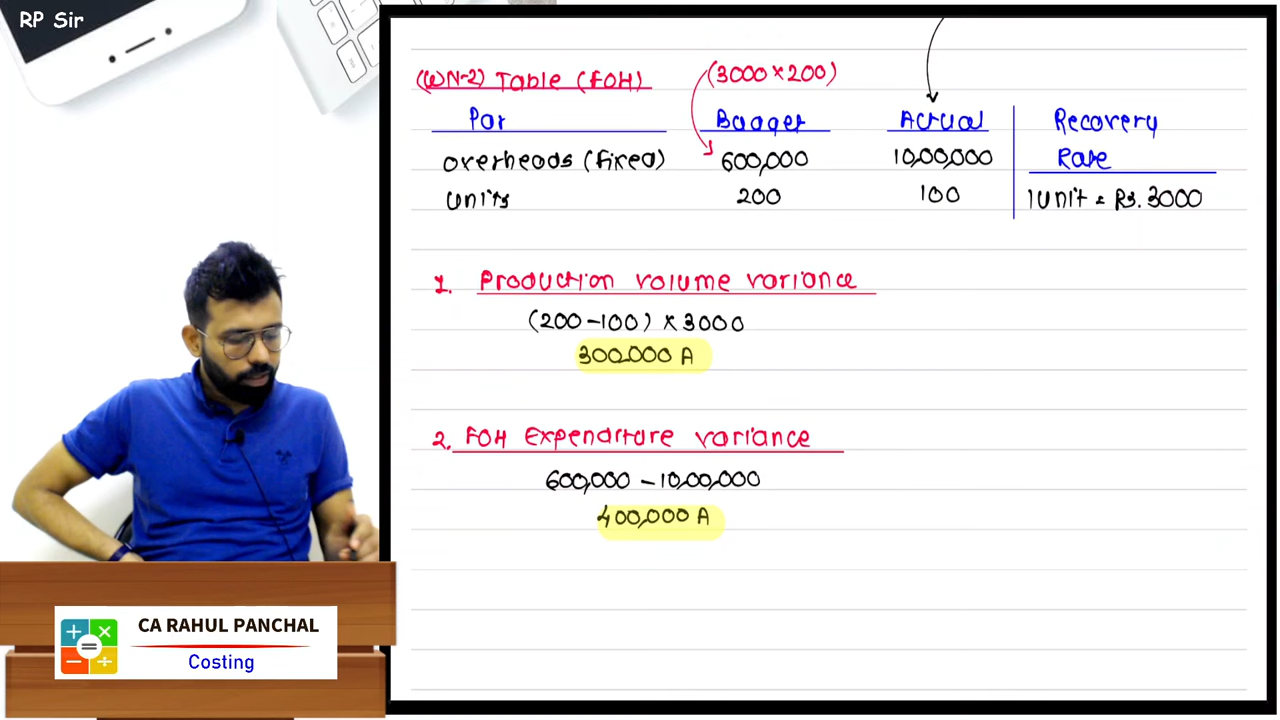 RP Sir
(WN-2) Table (FOH)
(3000 × 200)
Par Budget Actual Recovery Rate
overheads (fixed) 600,000 10,00,000
units 200 100 1 unit = Rs. 3000
1. Production volume variance
(200 - 100) × 3000
300,000 A
2. FOH Expenditure variance
600,000 - 10,00,000
400,000 A
CA RAHUL PANCHAL
Costing